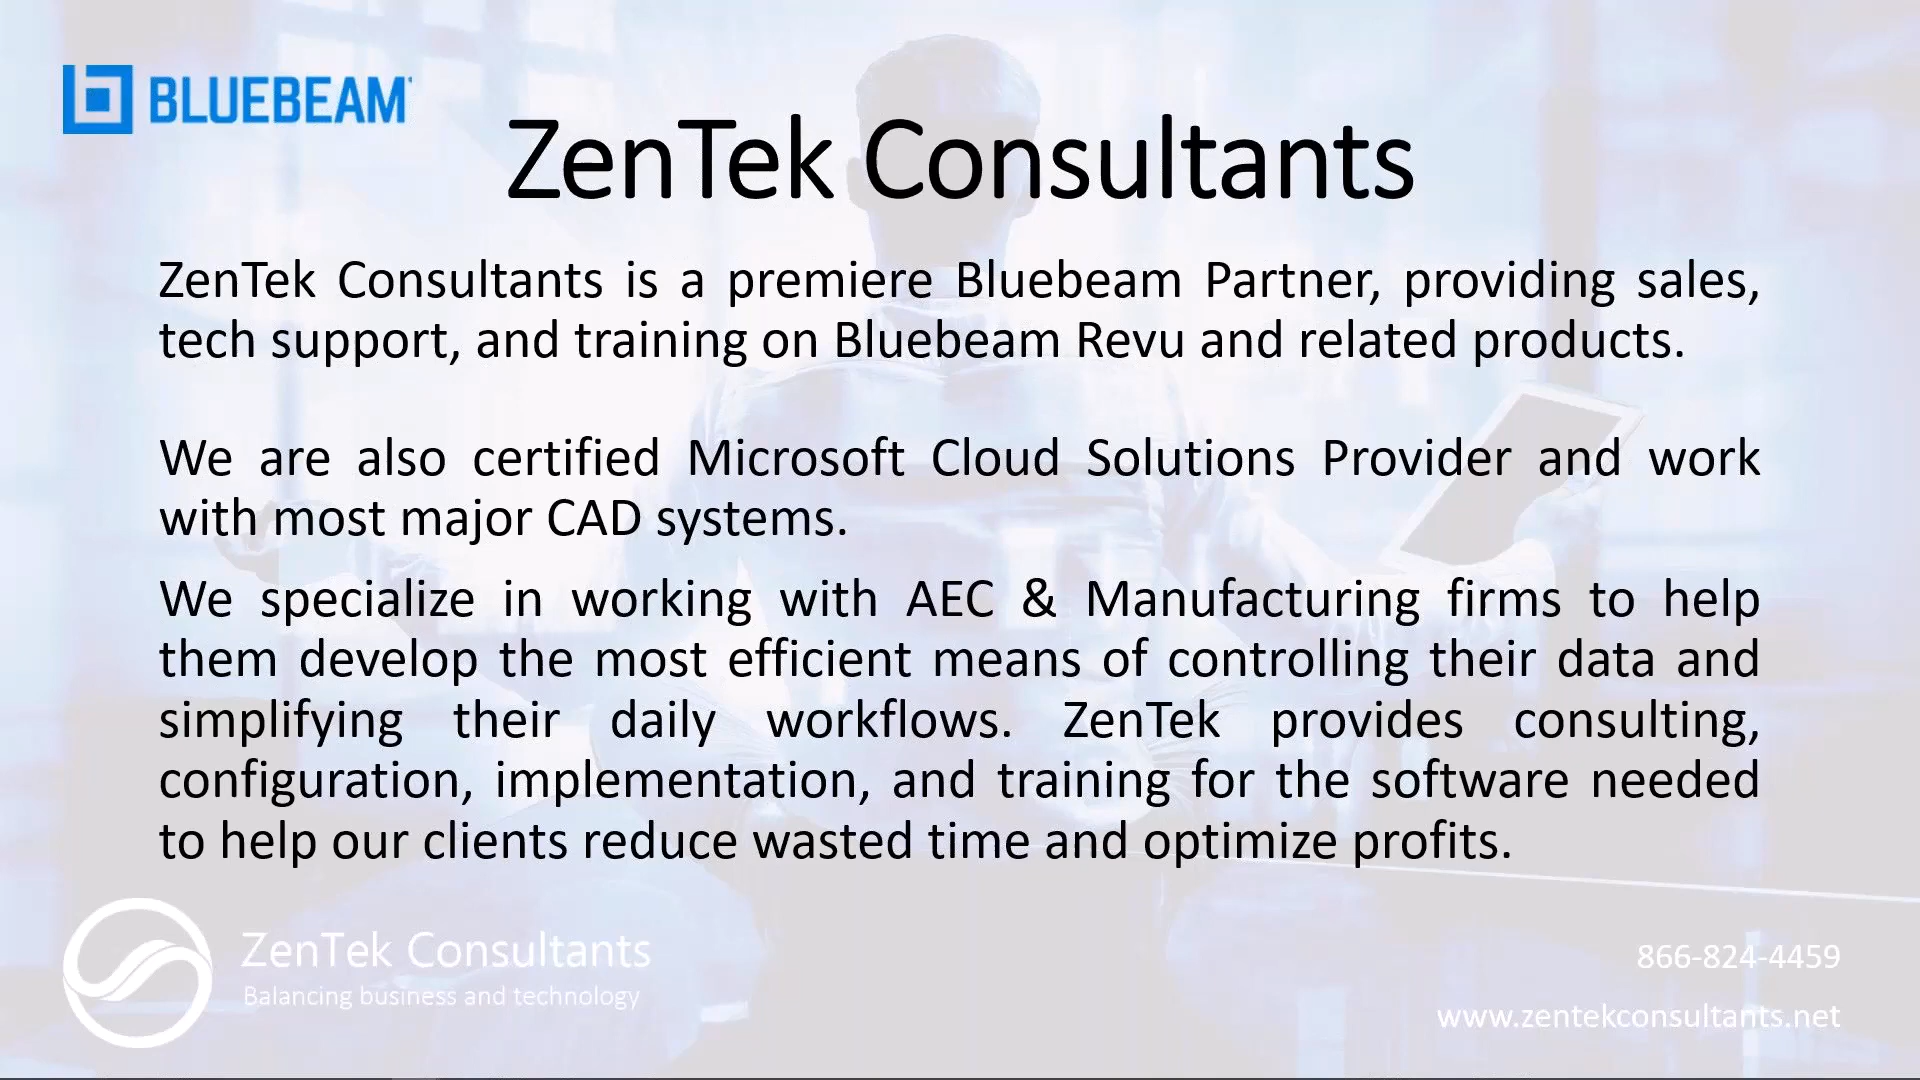 BLUEBEAM
ZenTek Consultants
ZenTek Consultants is a premiere Bluebeam Partner, providing sales,
tech support, and training on Bluebeam Revu and related products.
We are also certified Microsoft Cloud Solutions Provider and work
with most major CAD systems.
We specialize in working with AEC & Manufacturing firms to help
them develop the most efficient means of controlling their data and
simplifying their daily workflows. ZenTek provides consulting,
configuration, implementation, and training for the software needed
to help our clients reduce wasted time and optimize profits.
ZenTek Consultants
Balancing business and technology
866-824-4459
www.zentekconsultants.net